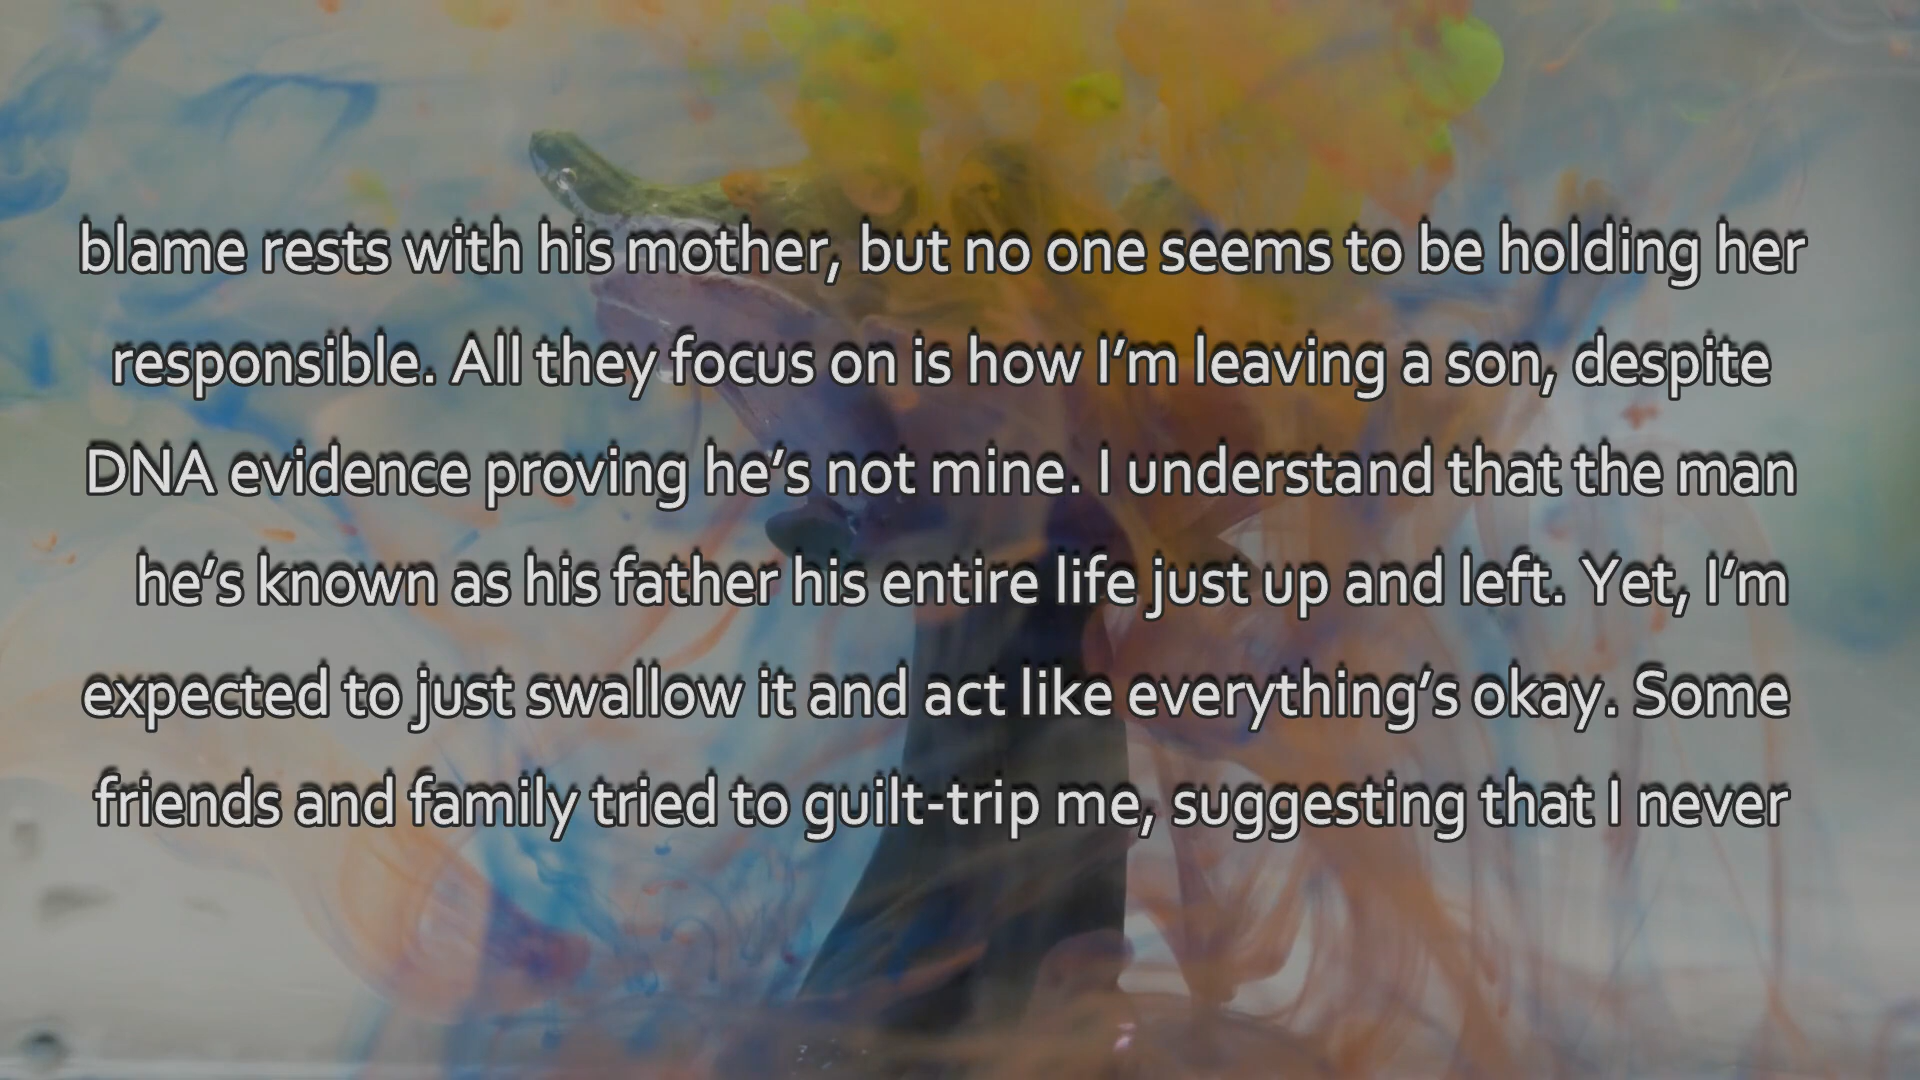 blame rests with his mother, but no one seems to be holding her
responsible. All they focus on is how I’m leaving a son, despite
DNA evidence proving he’s not mine. I understand that the man
he’s known as his father his entire life just up and left. Yet, I’m
expected to just swallow it and act like everything’s okay. Some
friends and family tried to guilt-trip me, suggesting that I never